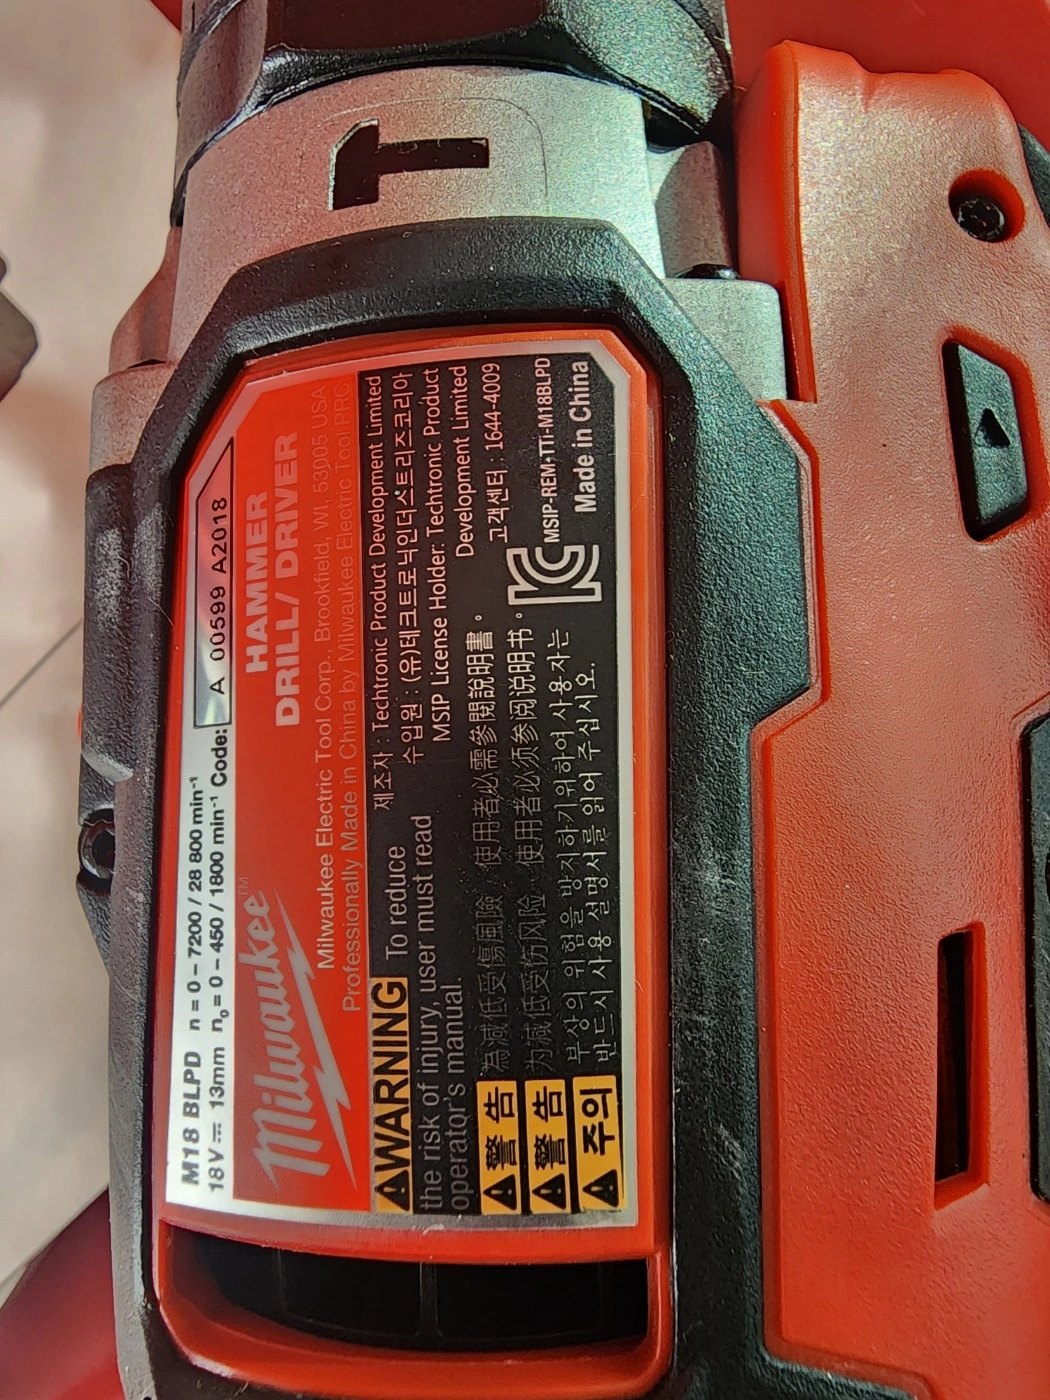 M18 BLPD n = 0 – 7200 / 28 800 min⁻¹
18 V ⎓ 13mm n₀ = 0 – 450 / 1800 min⁻¹ Code: A 00599 A2018
Milwaukee™
HAMMER
DRILL/ DRIVER
Milwaukee Electric Tool Corp., Brookfield, WI, 53005 USA
Professionally Made in China by Milwaukee Electric Tool PRC
⚠WARNING To reduce
the risk of injury, user must read
operator's manual.
제조자 : Techtronic Product Development Limited
수입원 : (유)테크트로닉인더스트리즈코리아
MSIP License Holder: Techtronic Product
Development Limited
고객센터 : 1644-4009
⚠警告 為減低受傷風險,使用者必需參閱說明書。
⚠警告 为减低受伤风险,使用者必须参阅说明书。
⚠주의 부상의 위험을 방지하기위하여 사용자는
반드시 사용 설명서를 읽어 주십시오.
MSIP-REM-TTi-M18BLPD
Made in China